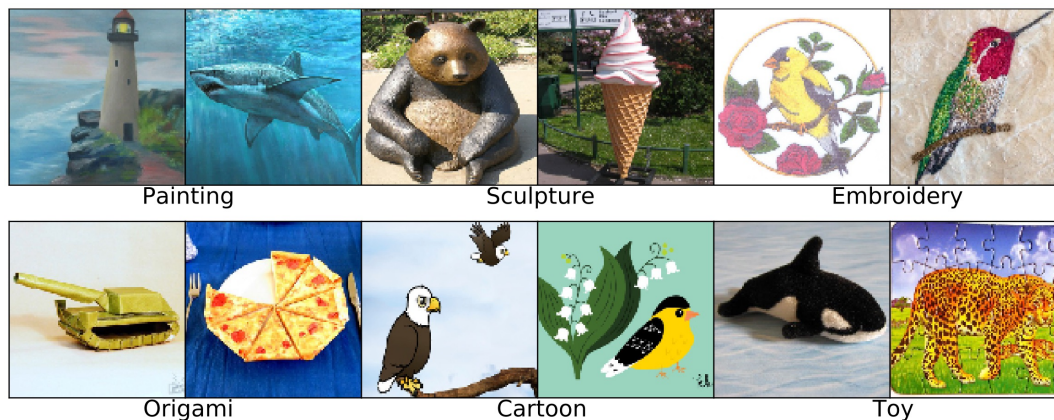 Painting
Sculpture
Embroidery
Origami
Cartoon
Toy